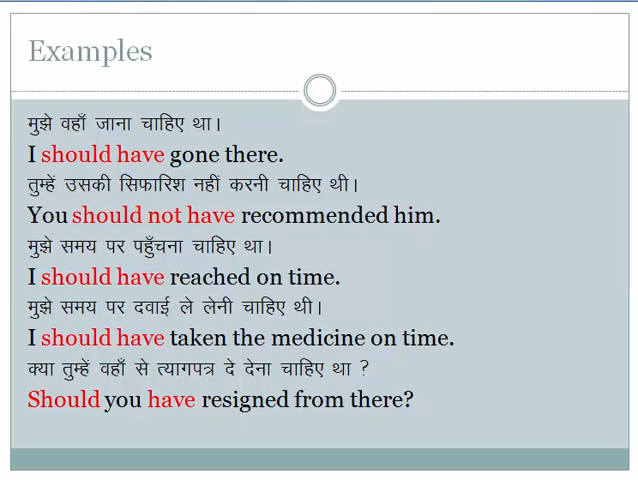 Examples
मुझे वहाँ जाना चाहिए था।
I should have gone there.
तुम्हें उसकी सिफारिश नहीं करनी चाहिए थी।
You should not have recommended him.
मुझे समय पर पहुँचना चाहिए था।
I should have reached on time.
मुझे समय पर दवाई ले लेनी चाहिए थी।
I should have taken the medicine on time.
क्या तुम्हें वहाँ से त्यागपत्र दे देना चाहिए था ?
Should you have resigned from there?